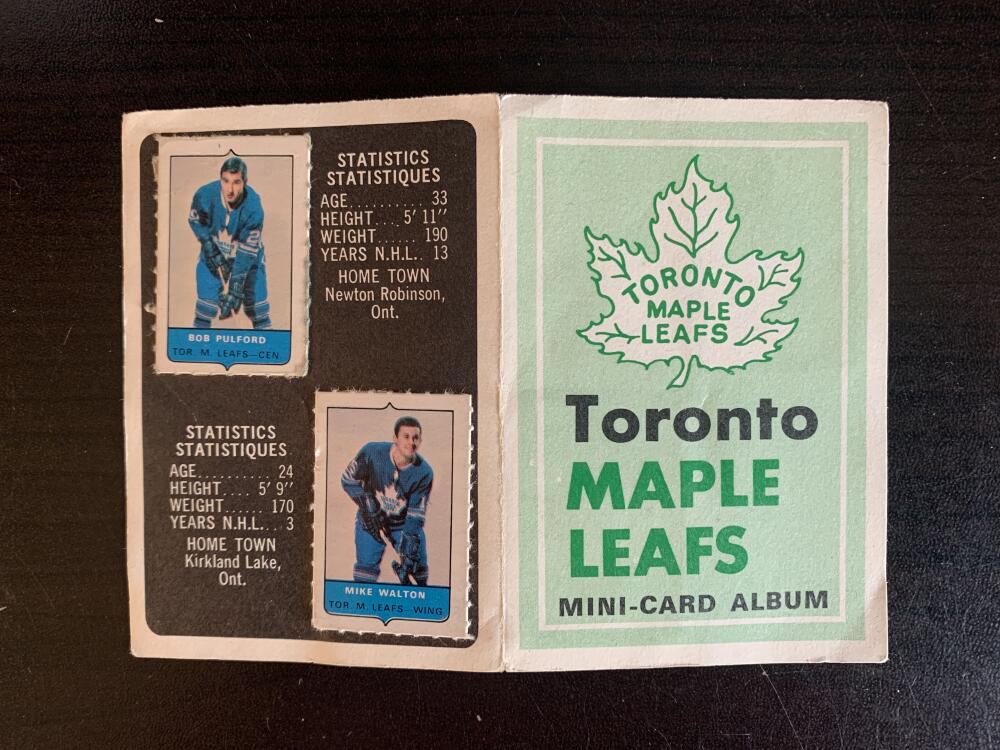 BOB PULFORD
TOR. M. LEAFS—CEN.
STATISTICS
STATISTIQUES
AGE.......... 33
HEIGHT.... 5' 11"
WEIGHT...... 190
YEARS N.H.L.. 13
HOME TOWN
Newton Robinson,
Ont.
STATISTICS
STATISTIQUES
AGE.......... 24
HEIGHT.... 5' 9"
WEIGHT...... 170
YEARS N.H.L... 3
HOME TOWN
Kirkland Lake,
Ont.
MIKE WALTON
TOR. M. LEAFS—WING
TORONTO
MAPLE
LEAFS
Toronto
MAPLE
LEAFS
MINI-CARD ALBUM